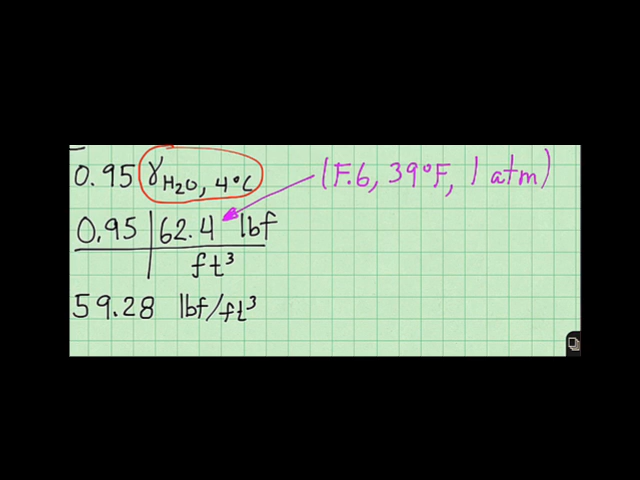 0.95 γH₂O, 4°C (F.6, 39°F, 1 atm)
0.95 | 62.4 lbf
ft³
59.28 lbf/ft³